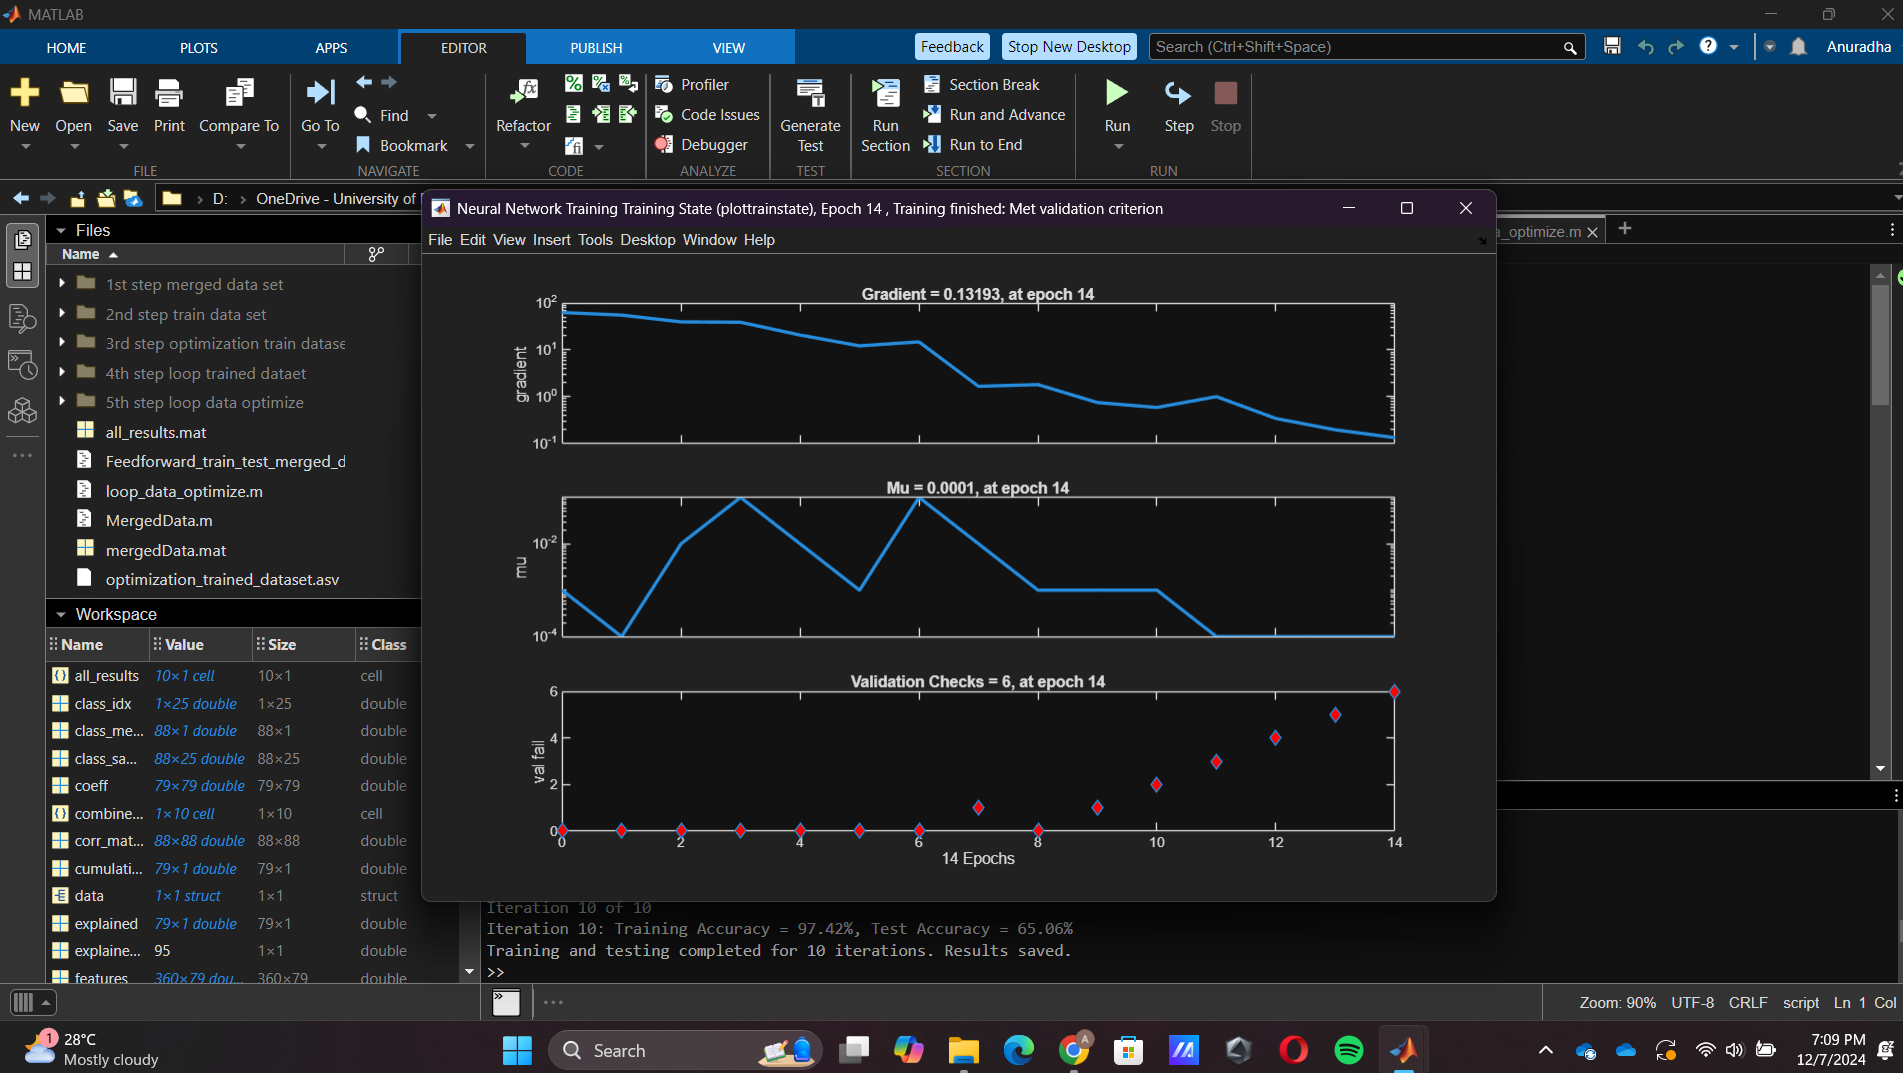 MATLAB
HOME PLOTS APPS EDITOR PUBLISH VIEW Feedback Stop New Desktop Search (Ctrl+Shift+Space) Anuradha
New Open Save Print Compare To Go To Find Bookmark Refactor Profiler Code Issues Debugger Generate Test Run Section Section Break Run and Advance Run to End Run Step Stop
FILE NAVIGATE CODE ANALYZE TEST SECTION RUN
D: OneDrive - University of
Neural Network Training Training State (plottrainstate), Epoch 14 , Training finished: Met validation criterion
File Edit View Insert Tools Desktop Window Help
_optimize.m
Files
Name
1st step merged data set
2nd step train data set
3rd step optimization train datase
4th step loop trained dataet
5th step loop data optimize
all_results.mat
Feedforward_train_test_merged_d
loop_data_optimize.m
MergedData.m
mergedData.mat
optimization_trained_dataset.asv
Workspace
Name Value Size Class
all_results 10×1 cell 10×1 cell
class_idx 1×25 double 1×25 double
class_me... 88×1 double 88×1 double
class_sa... 88×25 double 88×25 double
coeff 79×79 double 79×79 double
combine... 1×10 cell 1×10 cell
corr_mat... 88×88 double 88×88 double
cumulati... 79×1 double 79×1 double
data 1×1 struct 1×1 struct
explained 79×1 double 79×1 double
explaine... 95 1×1 double
features 360×79 dou... 360×79 double
Gradient = 0.13193, at epoch 14
gradient
10²
10¹
10⁰
10⁻¹
Mu = 0.0001, at epoch 14
mu
10⁻²
10⁻⁴
Validation Checks = 6, at epoch 14
val fail
6
4
2
0
0 2 4 6 8 10 12 14
14 Epochs
Iteration 10 of 10
Iteration 10: Training Accuracy = 97.42%, Test Accuracy = 65.06%
Training and testing completed for 10 iterations. Results saved.
>>
Zoom: 90% UTF-8 CRLF script Ln 1 Col
1
28°C
Mostly cloudy
Search
A
7:09 PM
12/7/2024